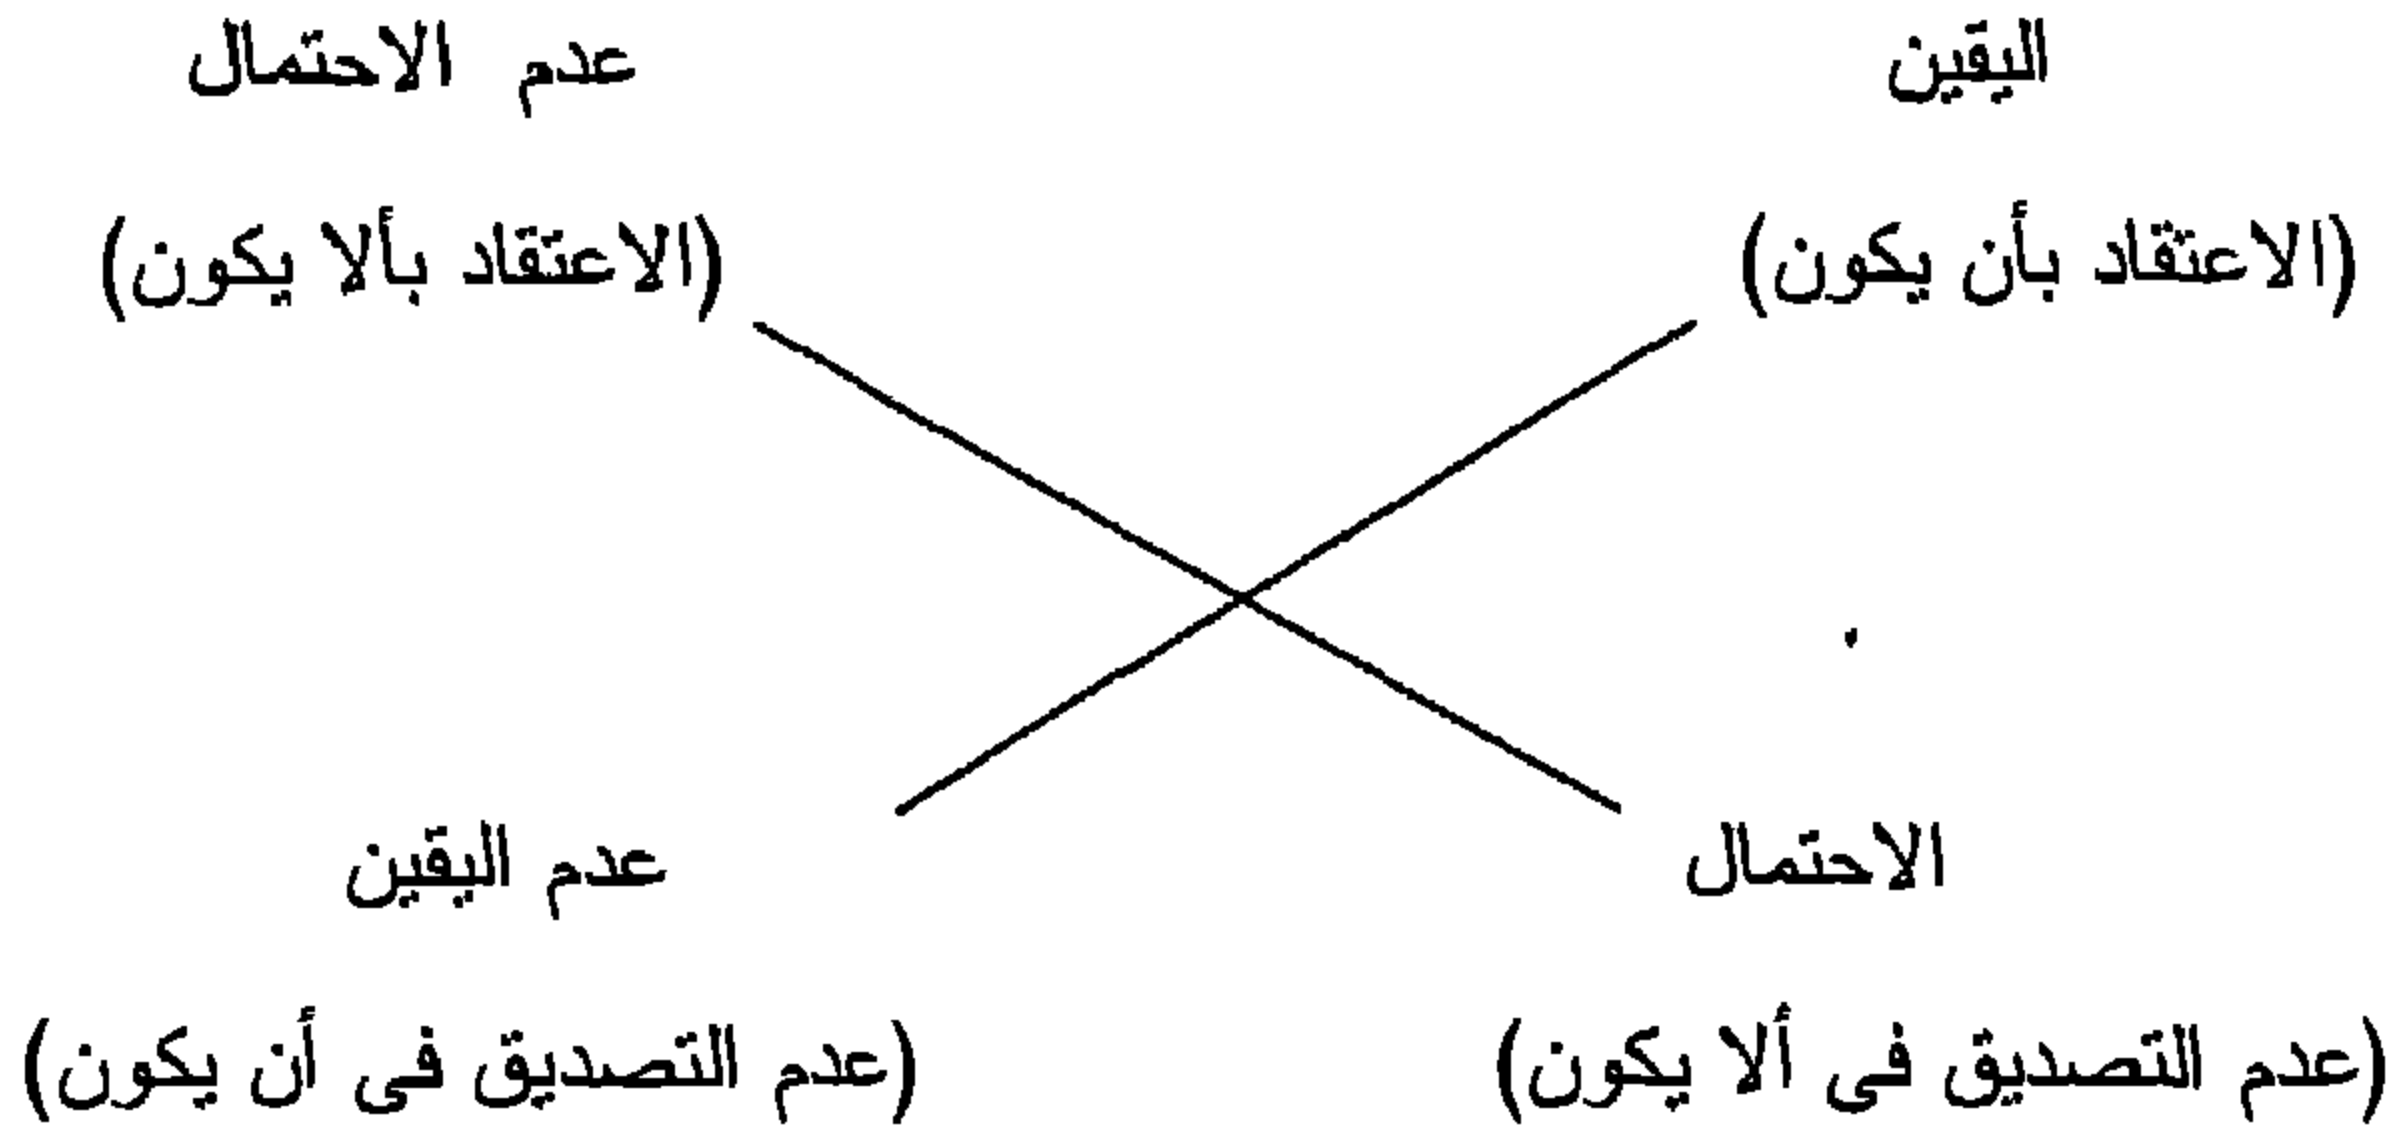 اليقين
عدم الاحتمال
(الاعتقاد بأن يكون)
(الاعتقاد بألا يكون)
الاحتمال
عدم اليقين
(عدم التصديق فى ألا يكون)
(عدم التصديق فى أن يكون)